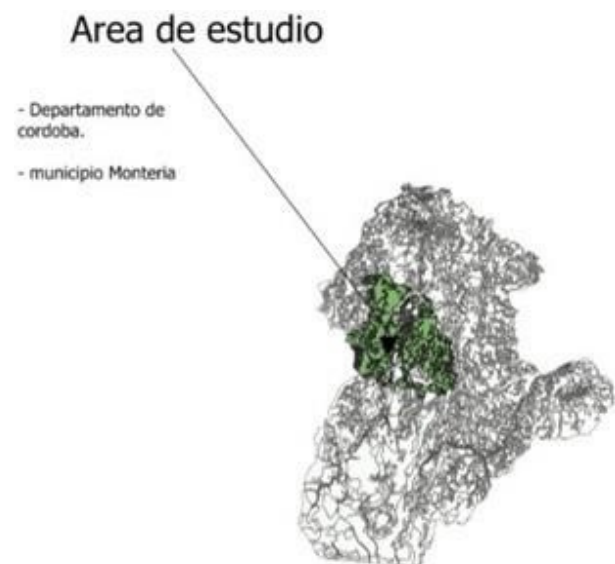 Area de estudio
- Departamento de
cordoba.
- municipio Monteria